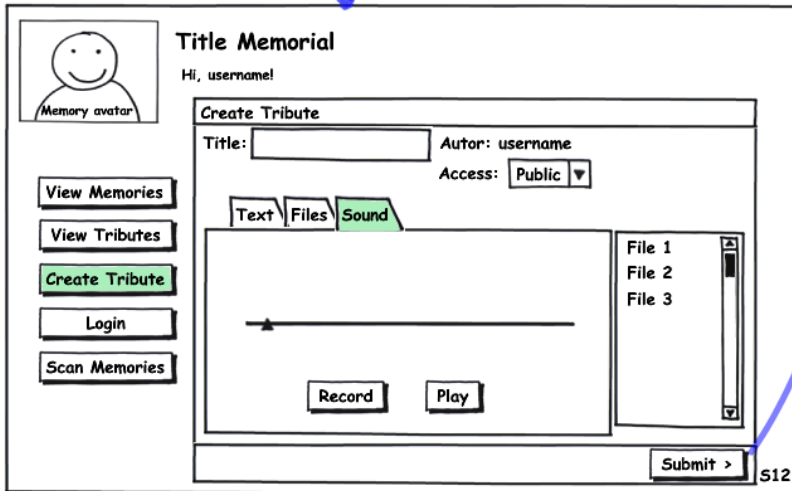 Title Memorial
Hi, username!
Memory avatar
Create Tribute
Title:
Autor: username
Access: Public
View Memories
View Tributes
Create Tribute
Login
Scan Memories
Text Files Sound
File 1
File 2
File 3
Record Play
Submit >
S12